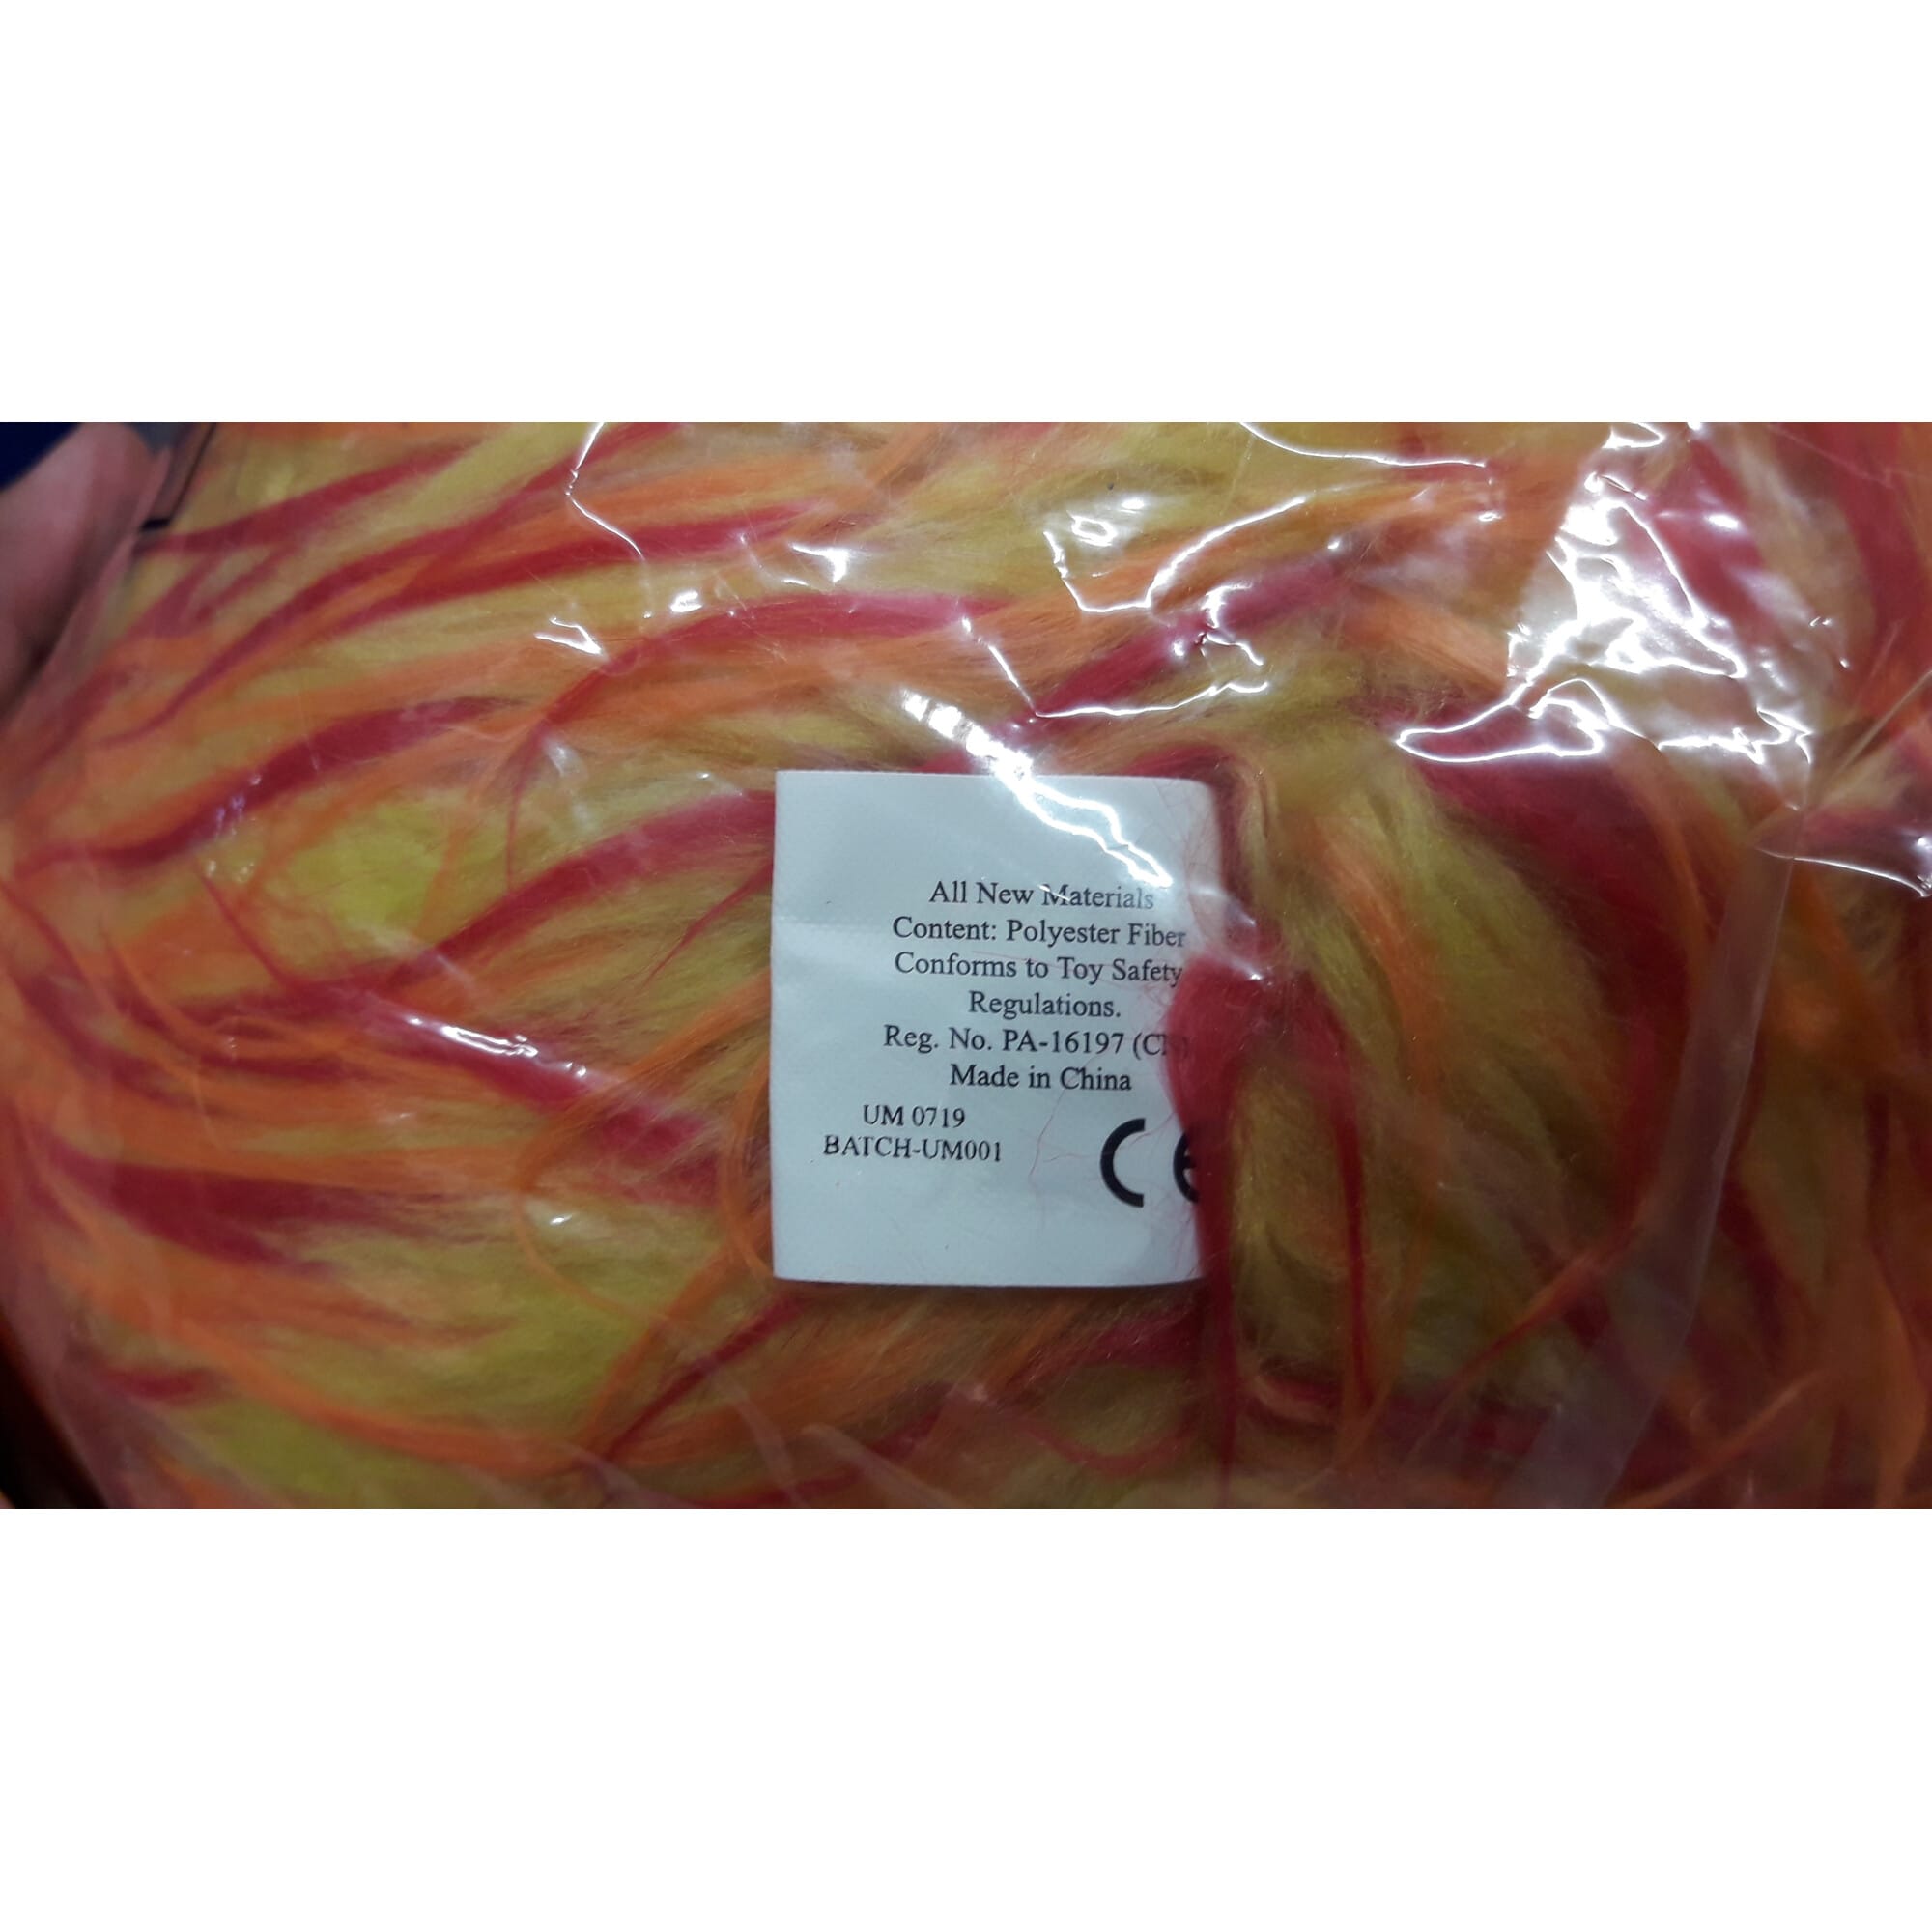 All New Materials
Content: Polyester Fiber
Conforms to Toy Safety
Regulations.
Reg. No. PA-16197
Made in China
UM 0719
BATCH-UM001
CE